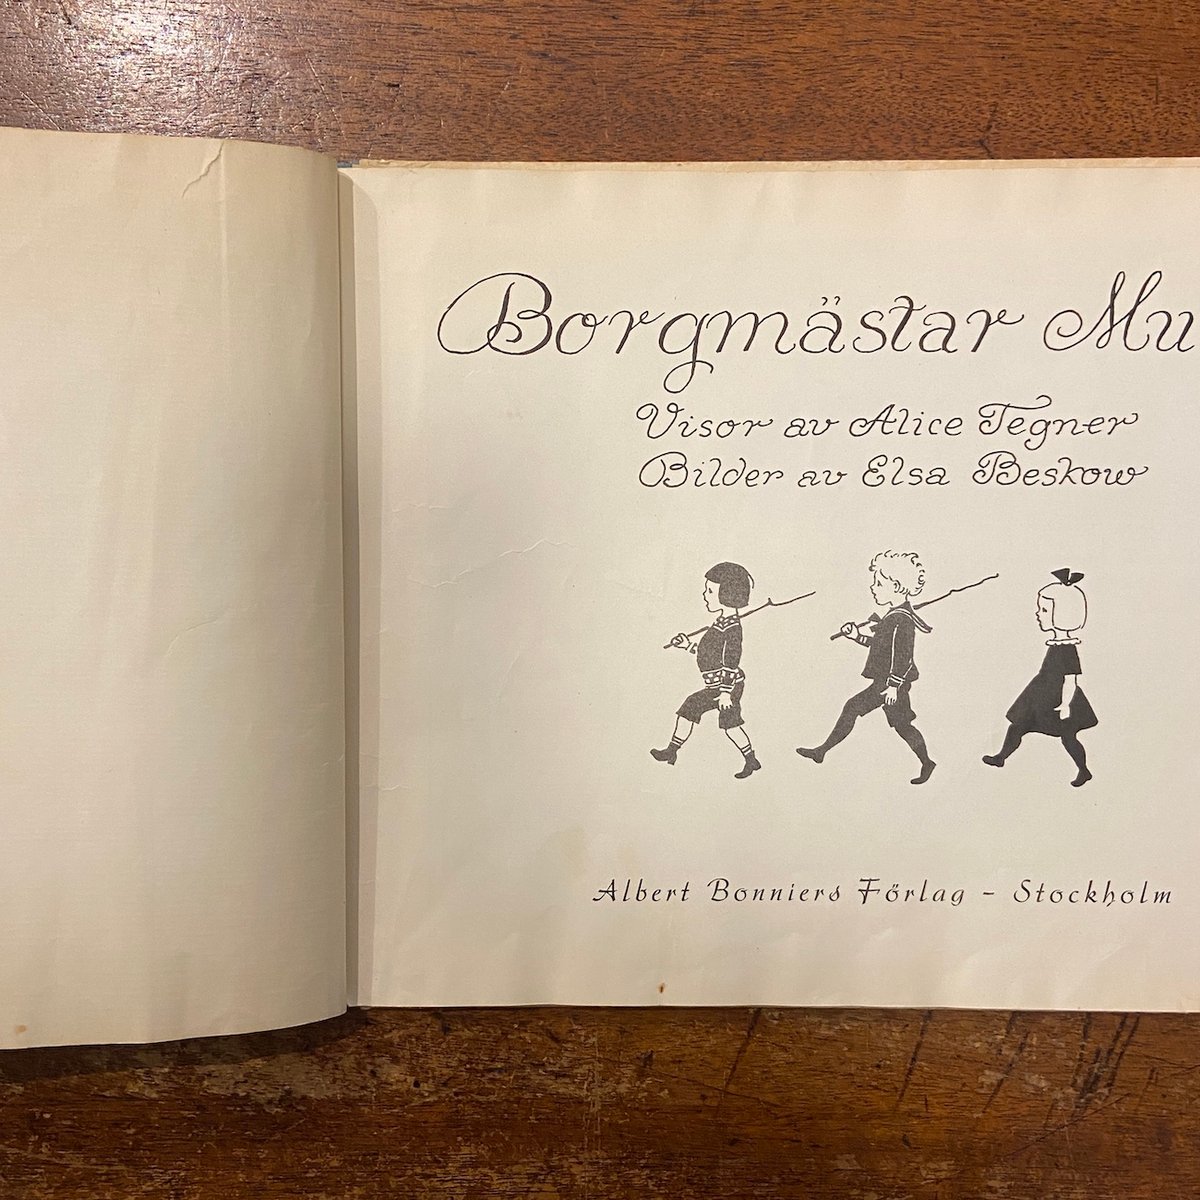 Borgmästar Mu
Visor av Alice Tegner
Bilder av Elsa Beskow
Albert Bonniers Förlag – Stockholm